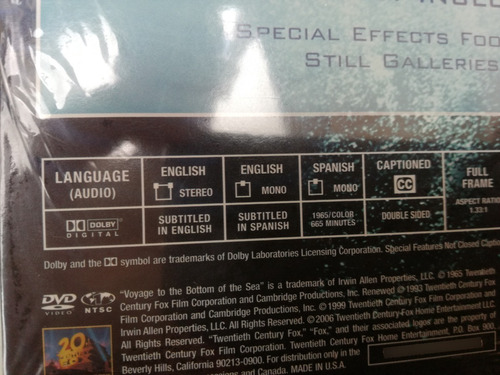 SPECIAL EFFECTS FOO
STILL GALLERIES
LANGUAGE
(AUDIO)
ENGLISH
STEREO
ENGLISH
MONO
SPANISH
MONO
CAPTIONED
CC
FULL
FRAME
ASPECT RATIO
1.33:1
DOLBY
DIGITAL
SUBTITLED
IN ENGLISH
SUBTITLED
IN SPANISH
1965/COLOR
665 MINUTES
DOUBLE SIDED
Dolby and the DD symbol are trademarks of Dolby Laboratories Licensing Corporation. Special Features Not Closed Capti
DVD
VIDEO
NTSC
"Voyage to the Bottom of the Sea" is a trademark of Irwin Allen Properties, LLC. © 1965 Twentieth
Century Fox Film Corporation and Cambridge Productions, Inc. Renewed © 1993 Twentieth Century Fox
Film Corporation and Cambridge Productions, Inc. © 1999 Twentieth Century Fox Film Corporation and
Irwin Allen Properties, LLC. All Rights Reserved. © 2006 Twentieth Century Fox Home Entertainment LLC.
All Rights Reserved. "Twentieth Century Fox," "Fox," and their associated logos are the property of
Twentieth Century Fox Film Corporation. Twentieth Century Fox Home Entertainment, P.O. Box 900,
Beverly Hills, California 90213-0900. For distribution only in the
and Canada. MADE IN U.S.A.
20